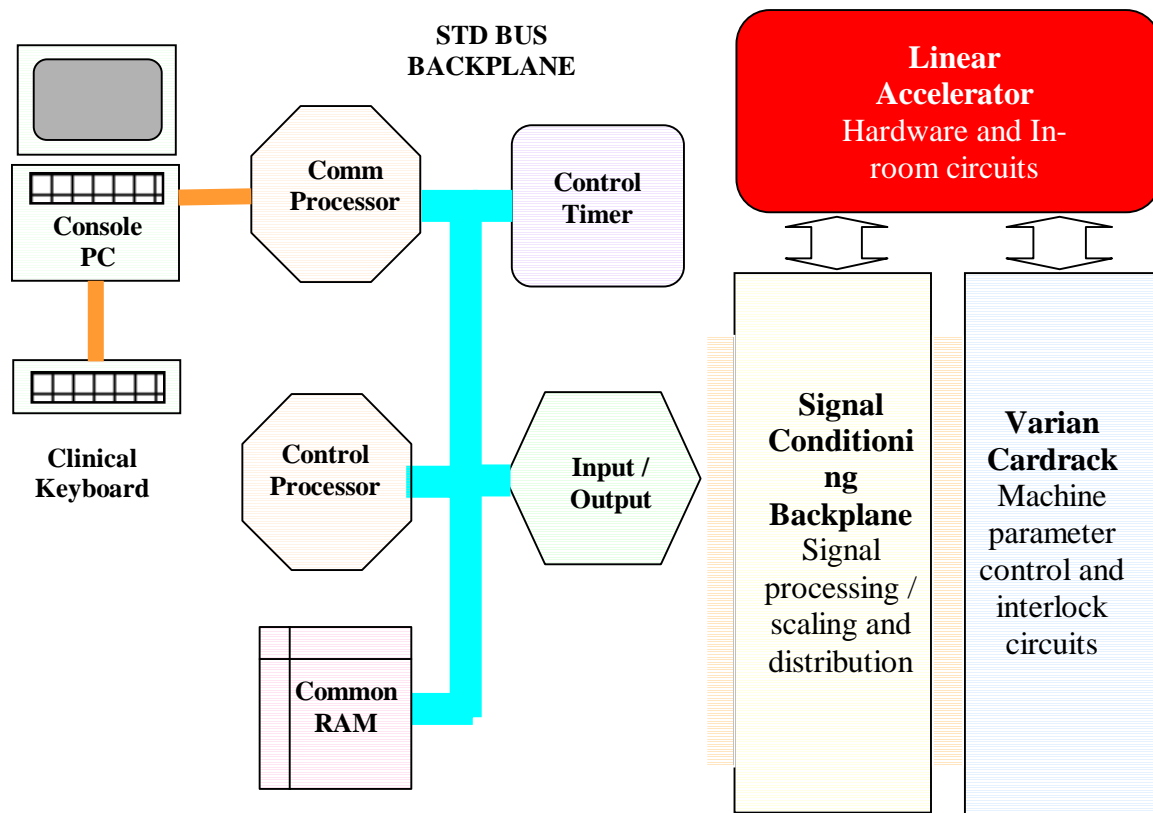 STD BUS
BACKPLANE
Linear
Accelerator
Hardware and In-
room circuits
Comm
Processor
Control
Timer
Console
PC
Clinical
Keyboard
Control
Processor
Input /
Output
Common
RAM
Signal
Conditioni
ng
Backplane
Signal
processing /
scaling and
distribution
Varian
Cardrack
Machine
parameter
control and
interlock
circuits